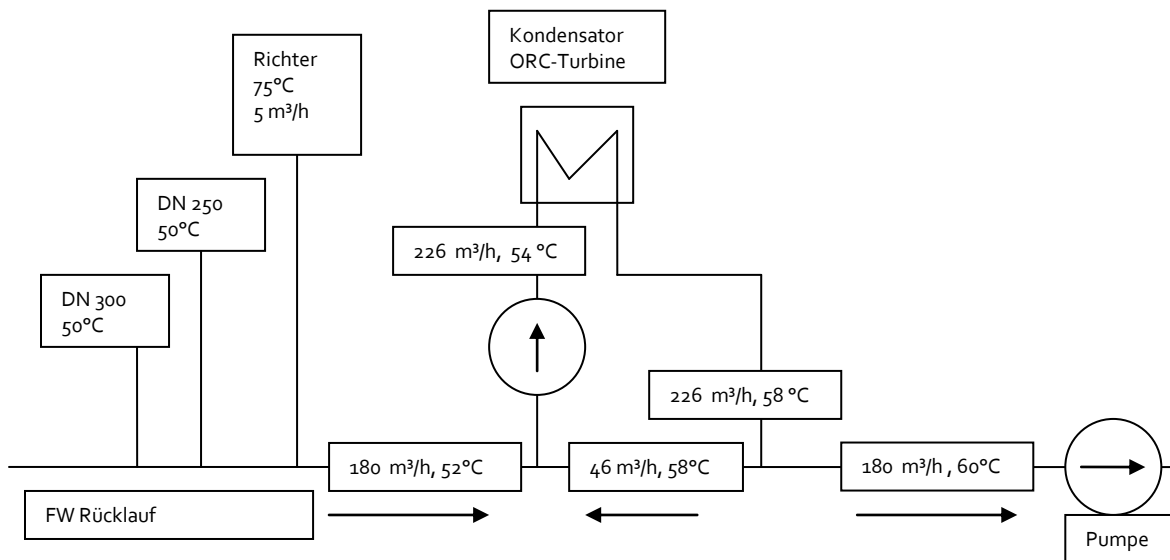 Kondensator
ORC-Turbine
Richter
75°C
5 m³/h
DN 250
50°C
226 m³/h, 54 °C
DN 300
50°C
226 m³/h, 58 °C
180 m³/h, 52°C
46 m³/h, 58°C
180 m³/h , 60°C
FW Rücklauf
Pumpe